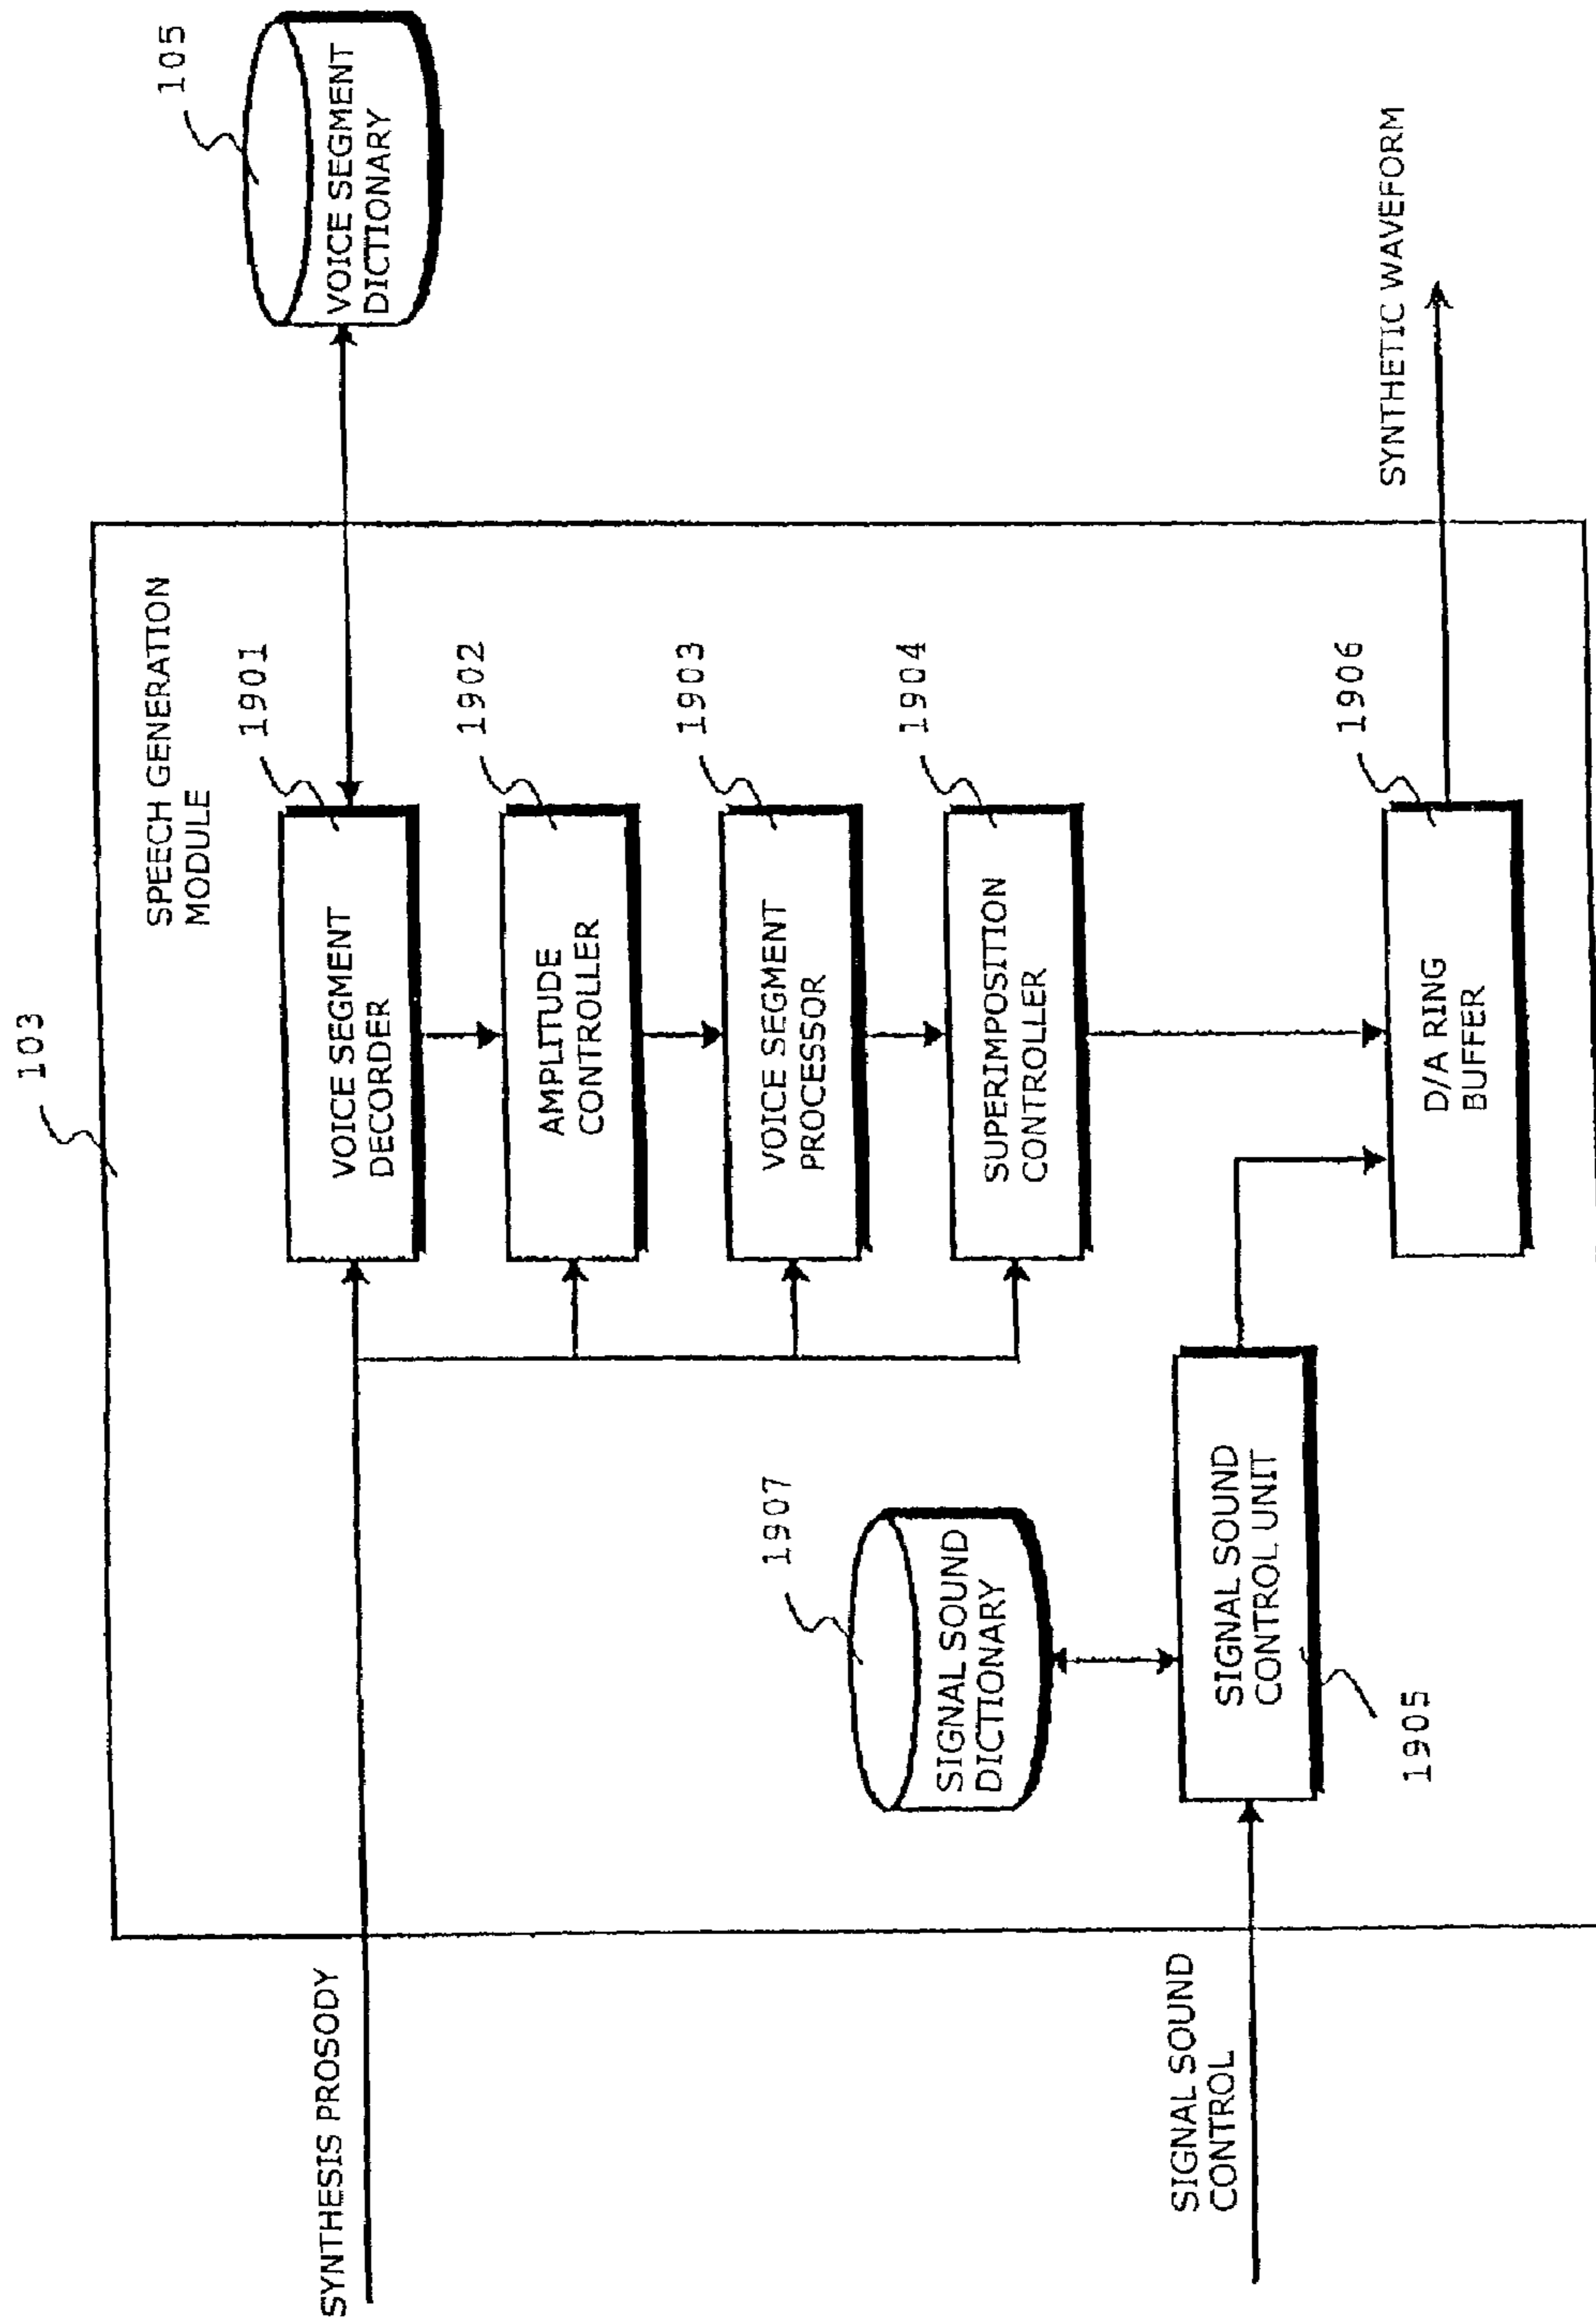 103
SPEECH GENERATION
MODULE
105
VOICE SEGMENT
DICTIONARY
SYNTHESIS PROSODY
1901
VOICE SEGMENT
DECORDER
1902
AMPLITUDE
CONTROLLER
1903
VOICE SEGMENT
PROCESSOR
1904
SUPERIMPOSITION
CONTROLLER
1907
SIGNAL SOUND
DICTIONARY
SIGNAL SOUND
CONTROL
SIGNAL SOUND
CONTROL UNIT
1905
1906
D/A RING
BUFFER
SYNTHETIC WAVEFORM